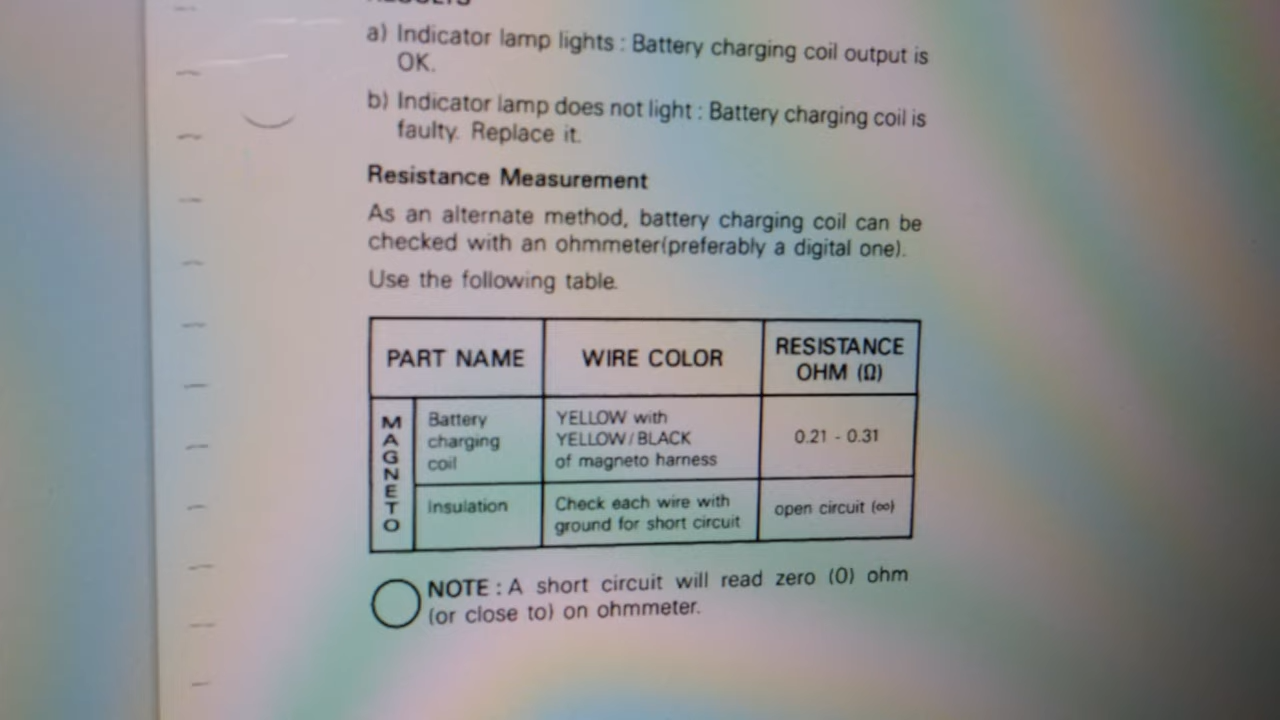 RESULTS
a) Indicator lamp lights : Battery charging coil output is
OK.
b) Indicator lamp does not light : Battery charging coil is
faulty. Replace it.
Resistance Measurement
As an alternate method, battery charging coil can be
checked with an ohmmeter(preferably a digital one).
Use the following table.
PART NAME
WIRE COLOR
RESISTANCE
OHM (Ω)
MAGNETO
Battery
charging
coil
YELLOW with
YELLOW/BLACK
of magneto harness
0.21 - 0.31
Insulation
Check each wire with
ground for short circuit
open circuit (∞)
NOTE : A short circuit will read zero (0) ohm
(or close to) on ohmmeter.